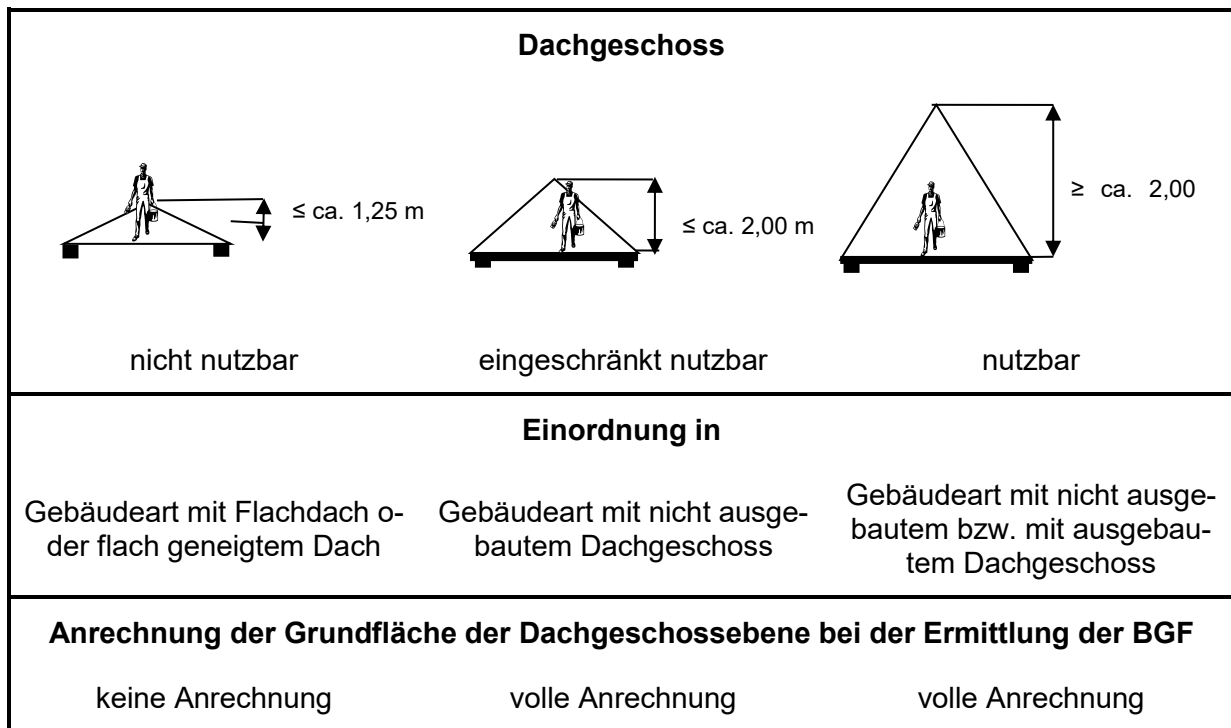 Dachgeschoss
≤ ca. 1,25 m
≤ ca. 2,00 m
≥ ca. 2,00
nicht nutzbar
eingeschränkt nutzbar
nutzbar
Einordnung in
Gebäudeart mit Flachdach o-
der flach geneigtem Dach
Gebäudeart mit nicht ausge-
bautem Dachgeschoss
Gebäudeart mit nicht ausge-
bautem bzw. mit ausgebau-
tem Dachgeschoss
Anrechnung der Grundfläche der Dachgeschossebene bei der Ermittlung der BGF
keine Anrechnung
volle Anrechnung
volle Anrechnung